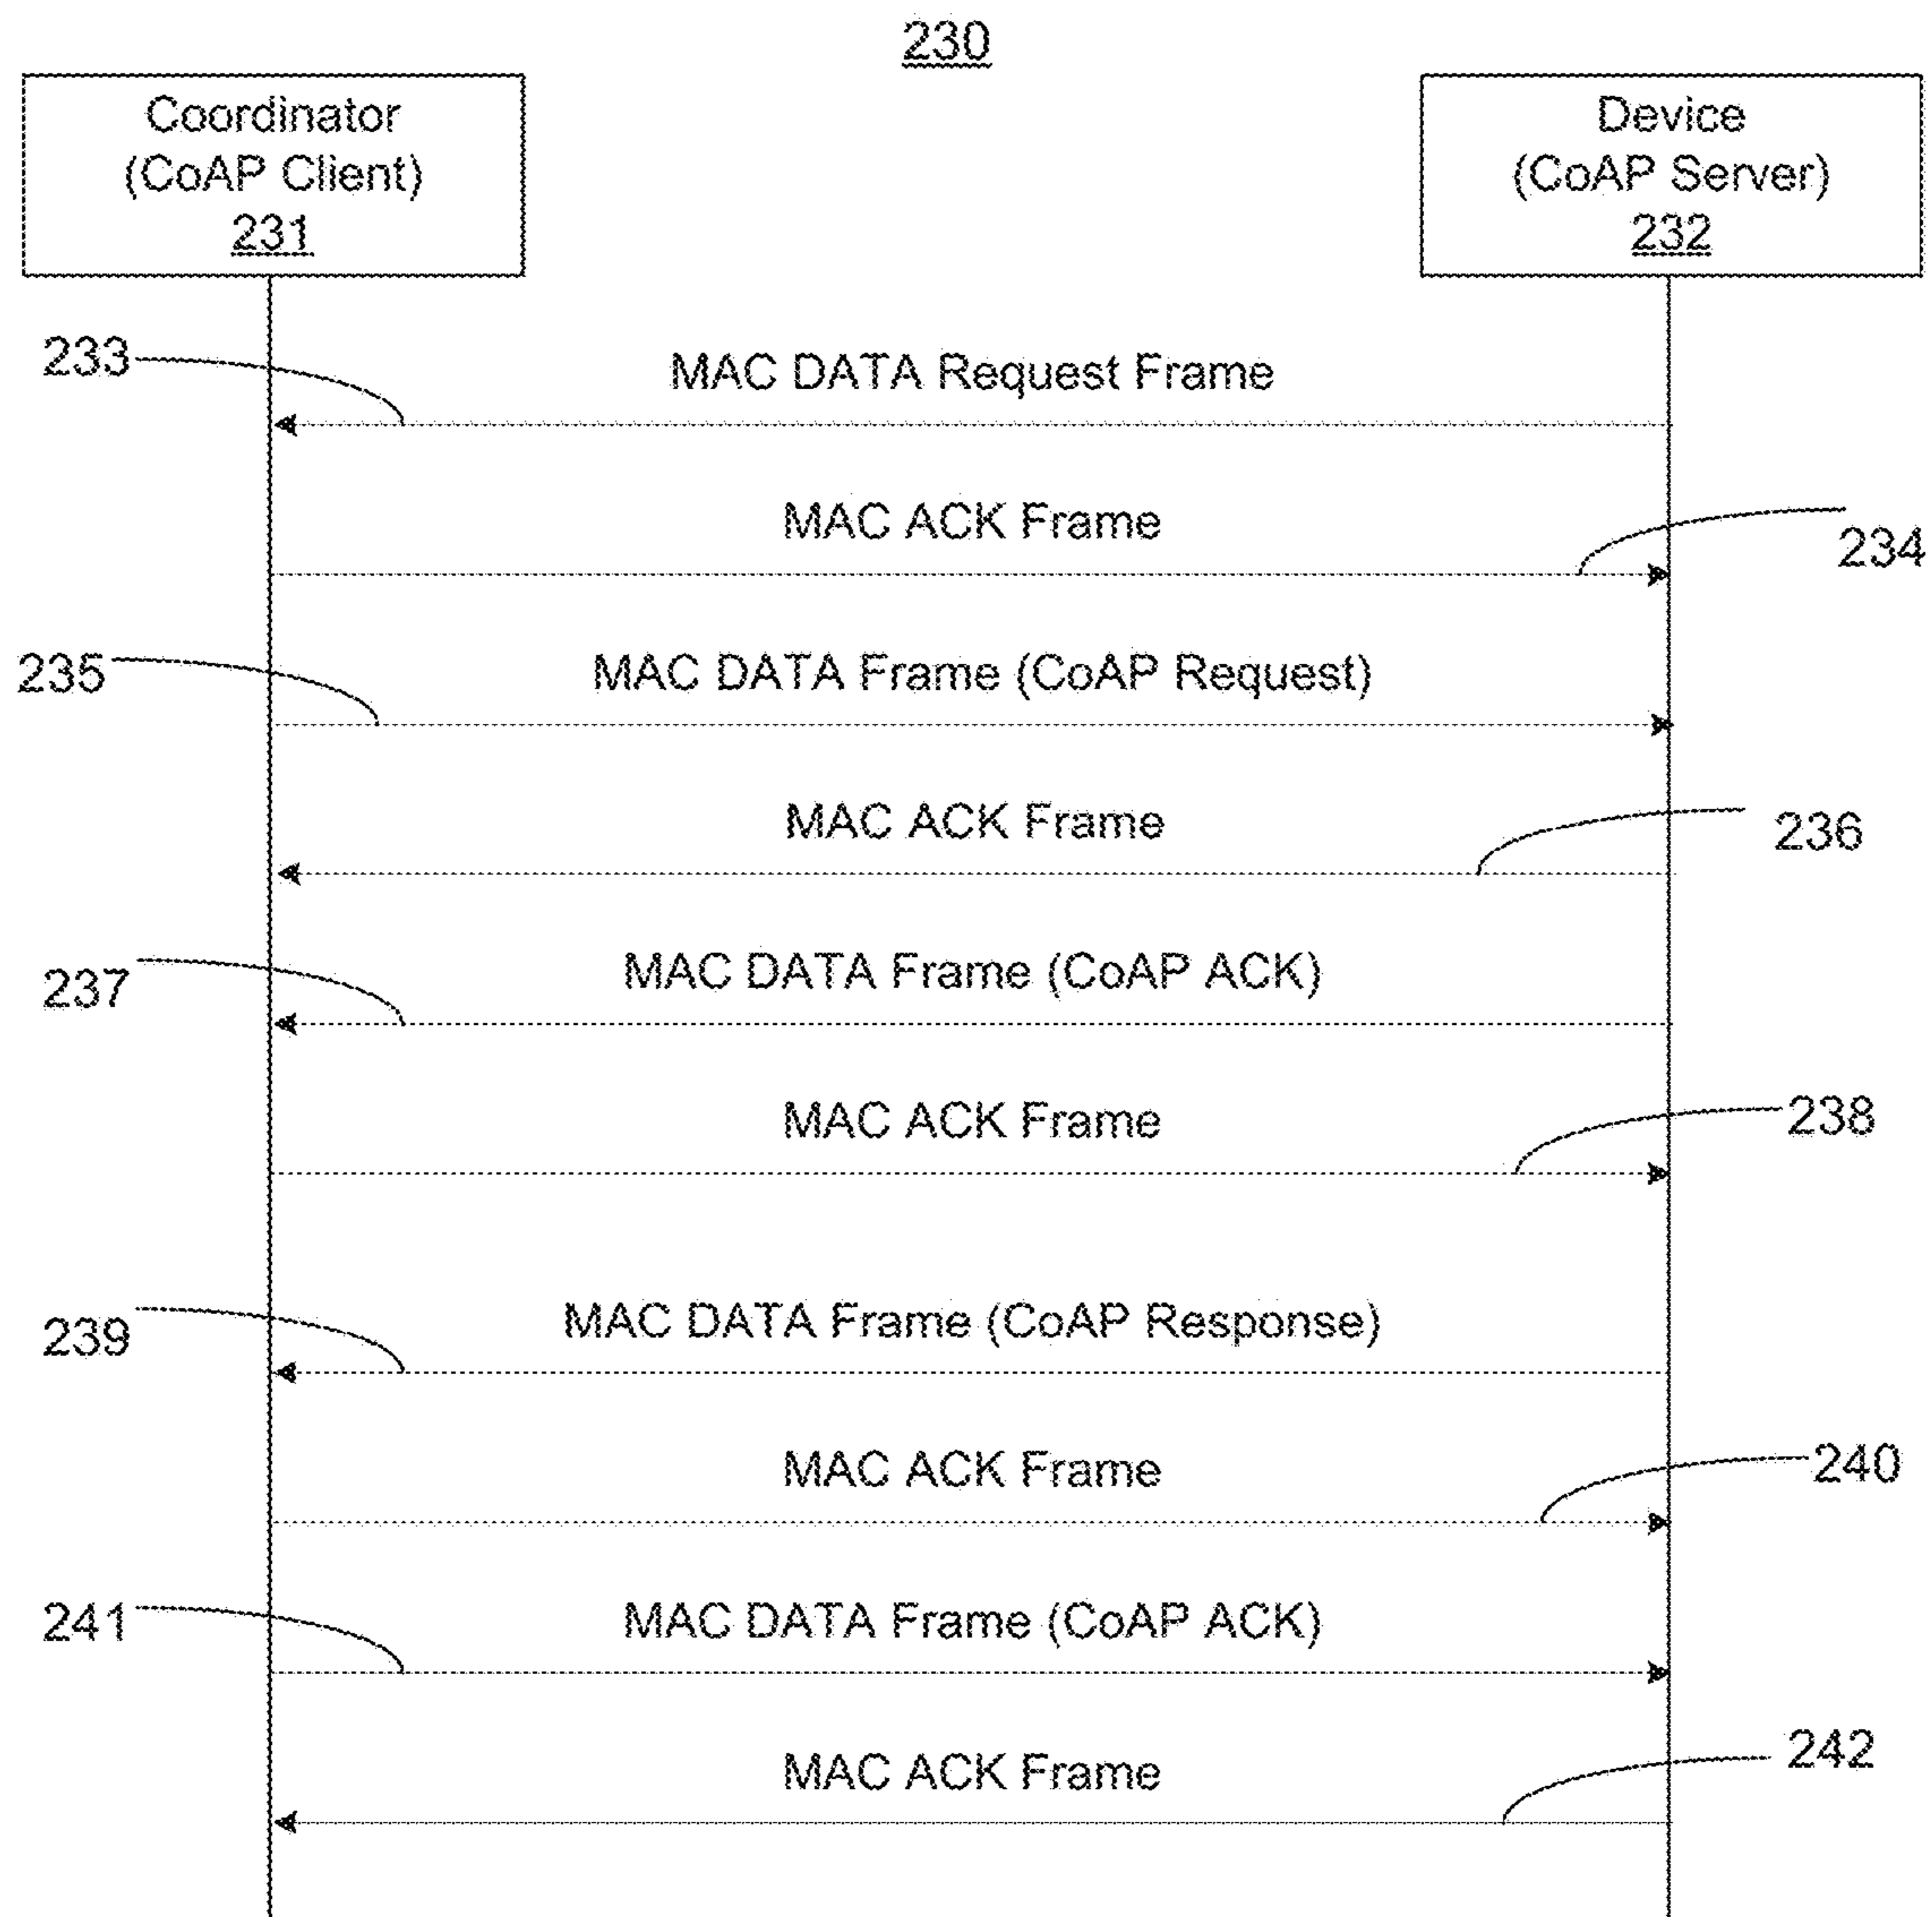 230
Coordinator
(CoAP Client)
231
Device
(CoAP Server)
232
233
MAC DATA Request Frame
MAC ACK Frame
234
235
MAC DATA Frame (CoAP Request)
MAC ACK Frame
236
MAC DATA Frame (CoAP ACK)
237
MAC ACK Frame
238
MAC DATA Frame (CoAP Response)
239
MAC ACK Frame
240
241
MAC DATA Frame (CoAP ACK)
MAC ACK Frame
242